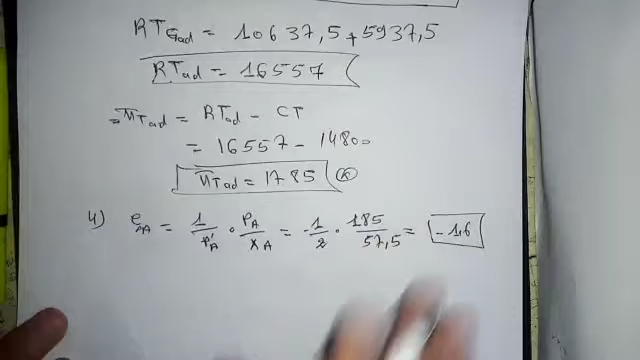 RT_Gad = 10637,5 + 5937,5
RT_ad = 16557
=> π_Tad = RT_ad - CT
= 16557 - 14800
π_Tad = 1785
4) e_AA = 1/P'_A · P_A/X_A = -1/2 · 185/57,5 = -1,6